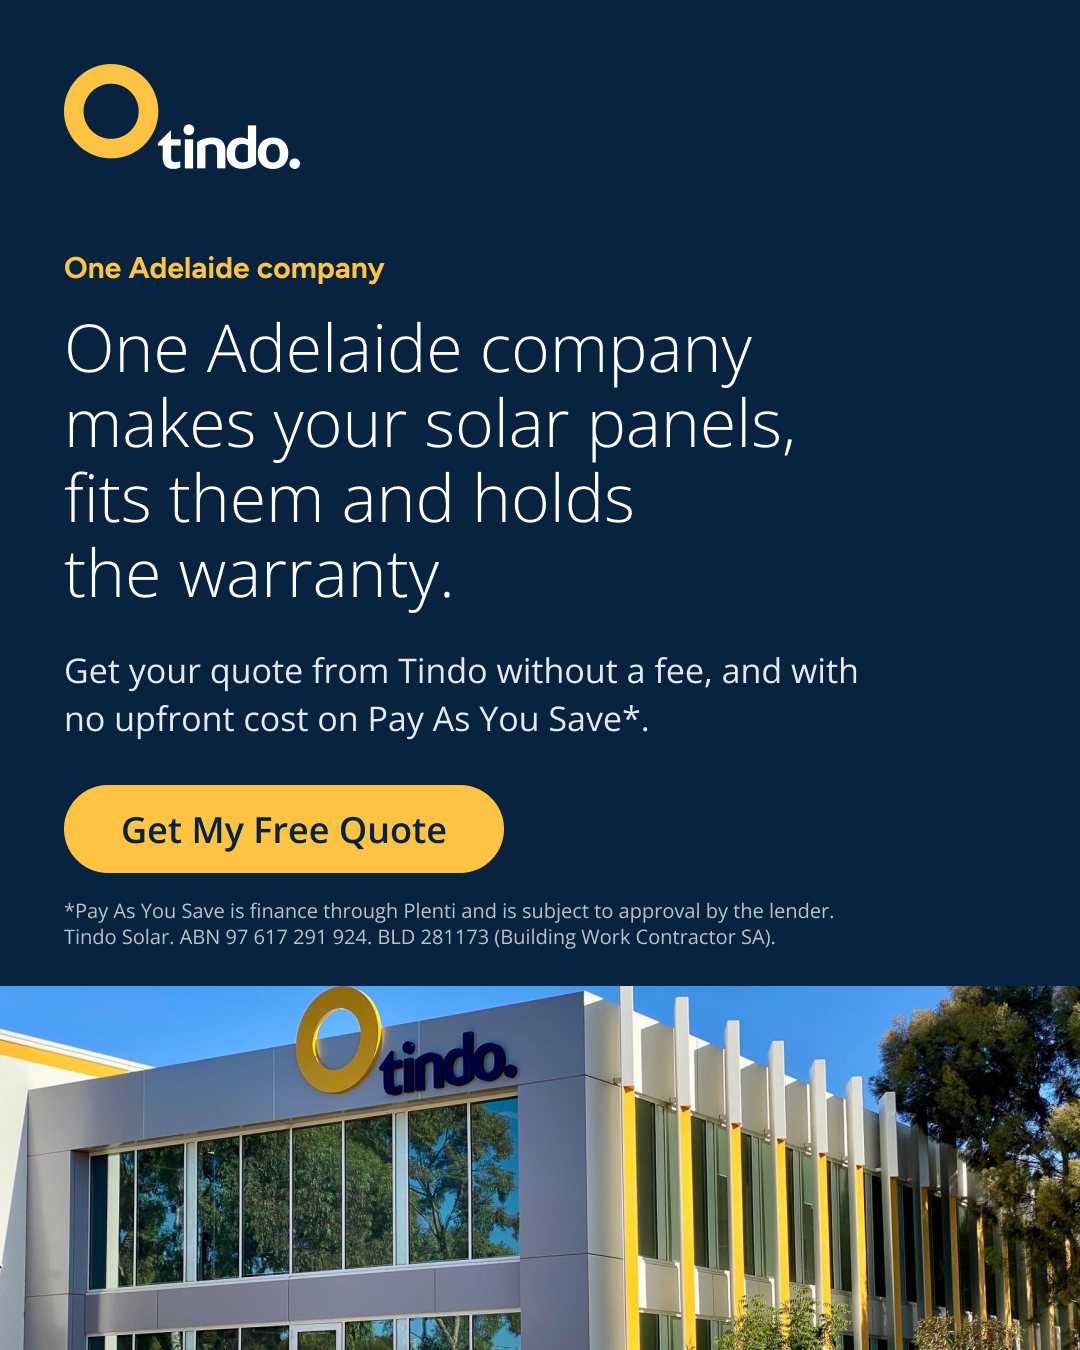 tindo.
One Adelaide company
One Adelaide company
makes your solar panels,
fits them and holds
the warranty.
Get your quote from Tindo without a fee, and with
no upfront cost on Pay As You Save*.
Get My Free Quote
*Pay As You Save is finance through Plenti and is subject to approval by the lender.
Tindo Solar. ABN 97 617 291 924. BLD 281173 (Building Work Contractor SA).
tindo.